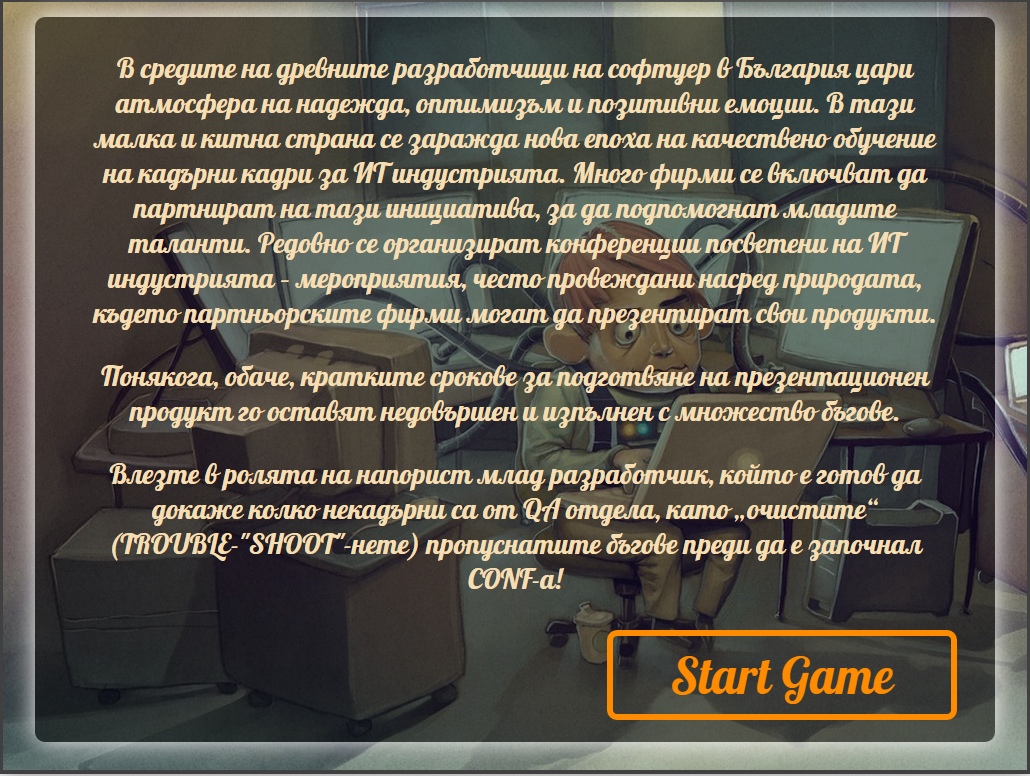 В средите на древните разработчици на софтуер в България цари
атмосфера на надежда, оптимизъм и позитивни емоции. В тази
малка и китна страна се заражда нова епоха на качествено обучение
на кадърни кадри за ИТ индустрията. Много фирми се включват да
партнират на тази инициатива, за да подпомогнат младите
таланти. Редовно се организират конференции посветени на ИТ
индустрията - мероприятия, често провеждани насред природата,
където партньорските фирми могат да презентират свои продукти.
Понякога, обаче, кратките срокове за подготвяне на презентационен
продукт го оставят недовършен и изпълнен с множество бъгове.
Влезте в ролята на напорист млад разработчик, който е готов да
докаже колко некадърни са от QA отдела, като „очистите“
(TROUBLE-"SHOOT"-нете) пропуснатите бъгове преди да е започнал
CONF-а!
Start Game